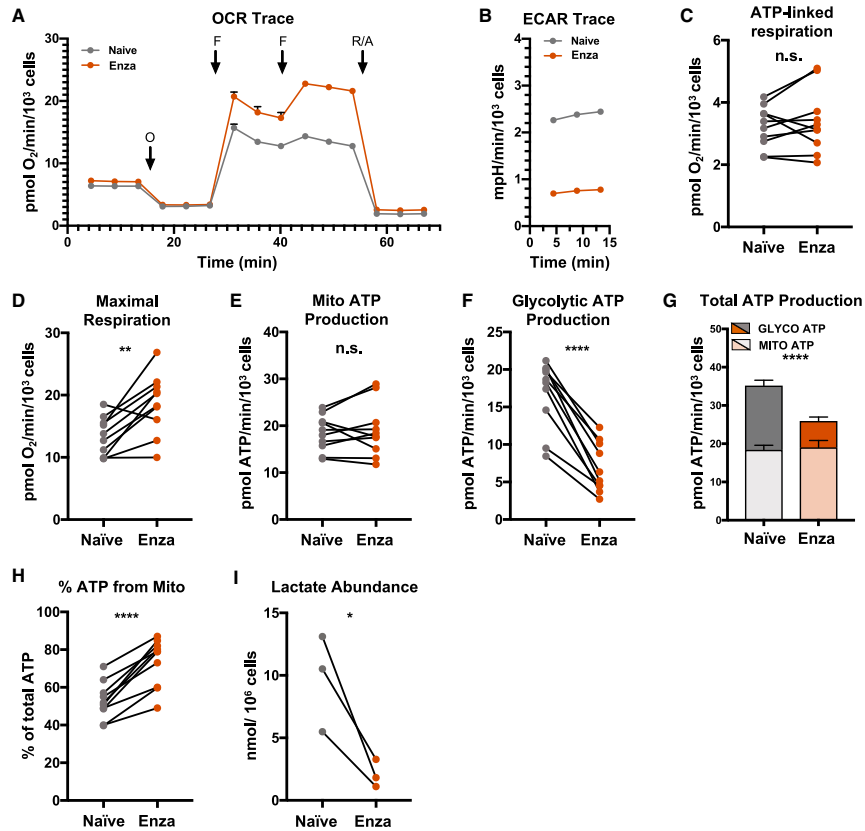 A
OCR Trace
Naive
Enza
O
F
F
R/A
pmol O₂/min/10³ cells
30
20
10
0
0
20
40
60
Time (min)
B
ECAR Trace
Naive
Enza
mpH/min/10³ cells
4
3
2
1
0
0
5
10
15
Time (min)
C
ATP-linked
respiration
n.s.
pmol O₂/min/10³ cells
6
4
2
0
Naïve
Enza
D
Maximal
Respiration
**
pmol O₂/min/10³ cells
30
20
10
0
Naïve
Enza
E
Mito ATP
Production
n.s.
pmol ATP/min/10³ cells
40
30
20
10
0
Naïve
Enza
F
Glycolytic ATP
Production
****
pmol ATP/min/10³ cells
25
20
15
10
5
0
Naïve
Enza
G
Total ATP Production
GLYCO ATP
MITO ATP
****
pmol ATP/min/10³ cells
50
40
30
20
10
0
Naïve
Enza
H
% ATP from Mito
****
% of total ATP
100
80
60
40
20
0
Naïve
Enza
I
Lactate Abundance
*
nmol/ 10⁶ cells
15
10
5
0
Naïve
Enza